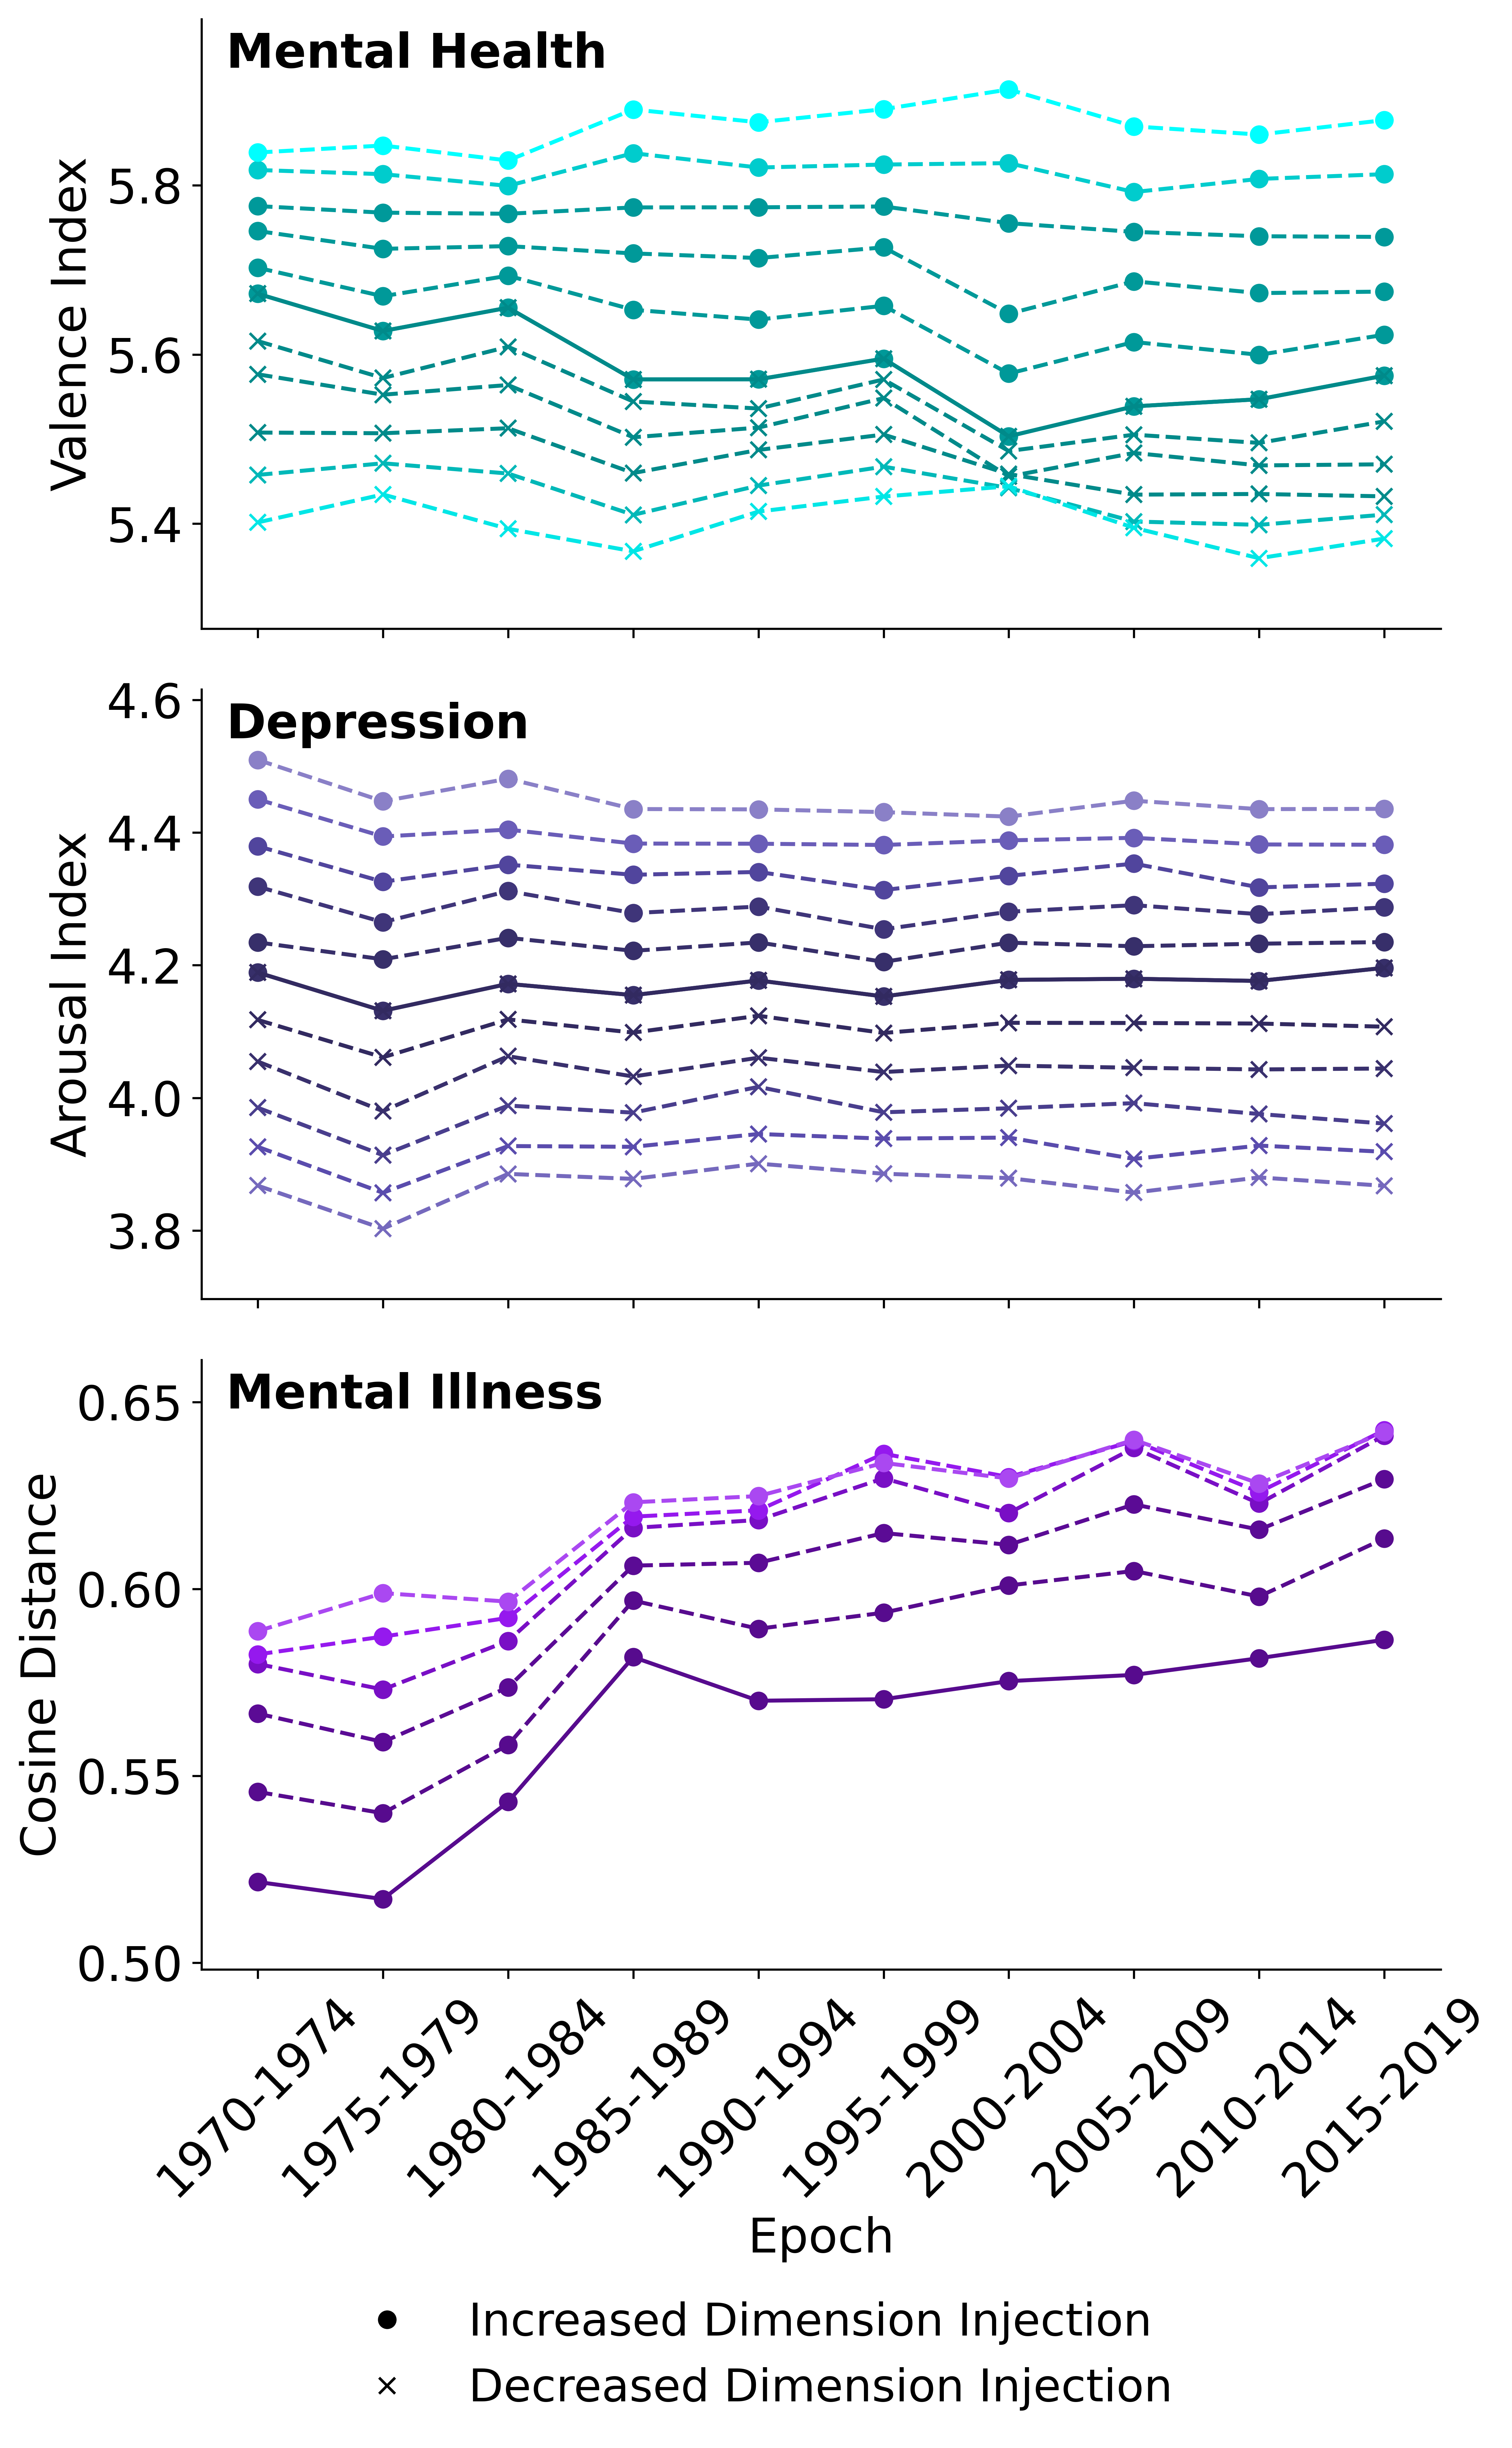 Mental Health
Valence Index
5.8
5.6
5.4
Depression
Arousal Index
4.6
4.4
4.2
4.0
3.8
Mental Illness
Cosine Distance
0.65
0.60
0.55
0.50
1970-1974
1975-1979
1980-1984
1985-1989
1990-1994
1995-1999
2000-2004
2005-2009
2010-2014
2015-2019
Epoch
Increased Dimension Injection
Decreased Dimension Injection